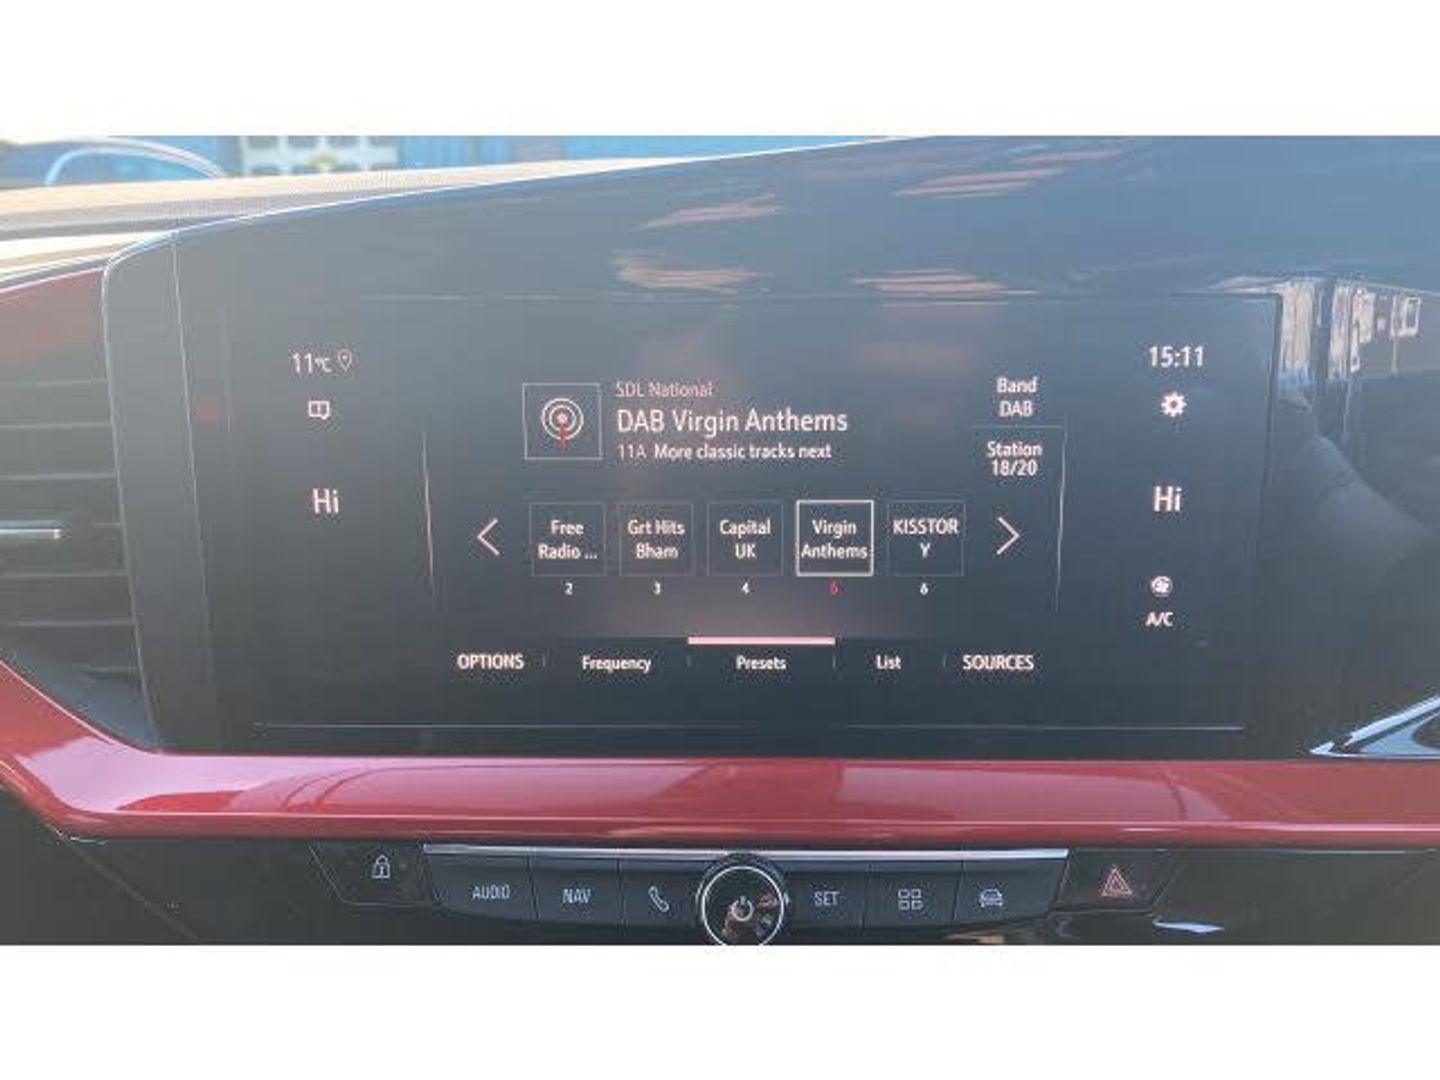 11°C
15:11
SDL National
DAB Virgin Anthems
11A More classic tracks next
Band
DAB
Station
18/20
Hi
Hi
Free
Radio ...
2
Grt Hits
Bham
3
Capital
UK
4
Virgin
Anthems
5
KISSTOR
Y
6
A/C
OPTIONS
Frequency
Presets
List
SOURCES
AUDIO
NAV
SET